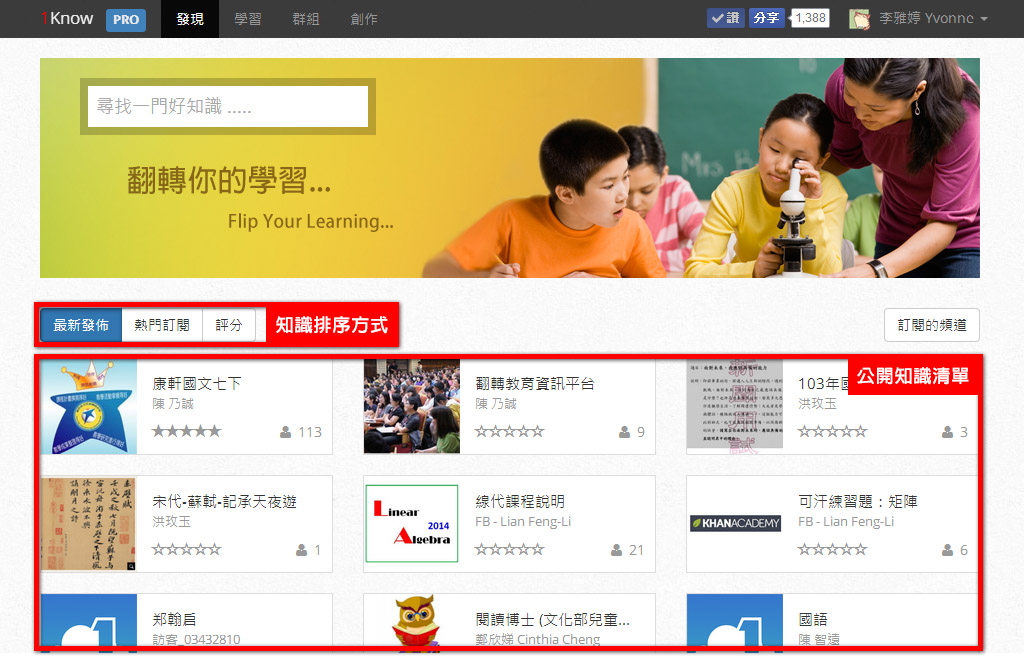 1Know PRO 發現 學習 群組 創作 讚 分享 1,388 李雅婷 Yvonne
尋找一門好知識 .....
翻轉你的學習...
Flip Your Learning...
最新發佈 熱門訂閱 評分 知識排序方式 訂閱的頻道
公開知識清單
康軒國文七下
陳 乃誠
113
翻轉教育資訊平台
陳 乃誠
9
103年
洪玫玉
3
宋代-蘇軾-記承天夜遊
洪玫玉
1
Linear
2014
Algebra
線代課程說明
FB - Lian Feng-Li
21
KHANACADEMY
可汗練習題：矩陣
FB - Lian Feng-Li
6
郑翰启
訪客_03432810
閱讀博士 (文化部兒童...
鄭欣娣 Cinthia Cheng
國語
陳 智遠